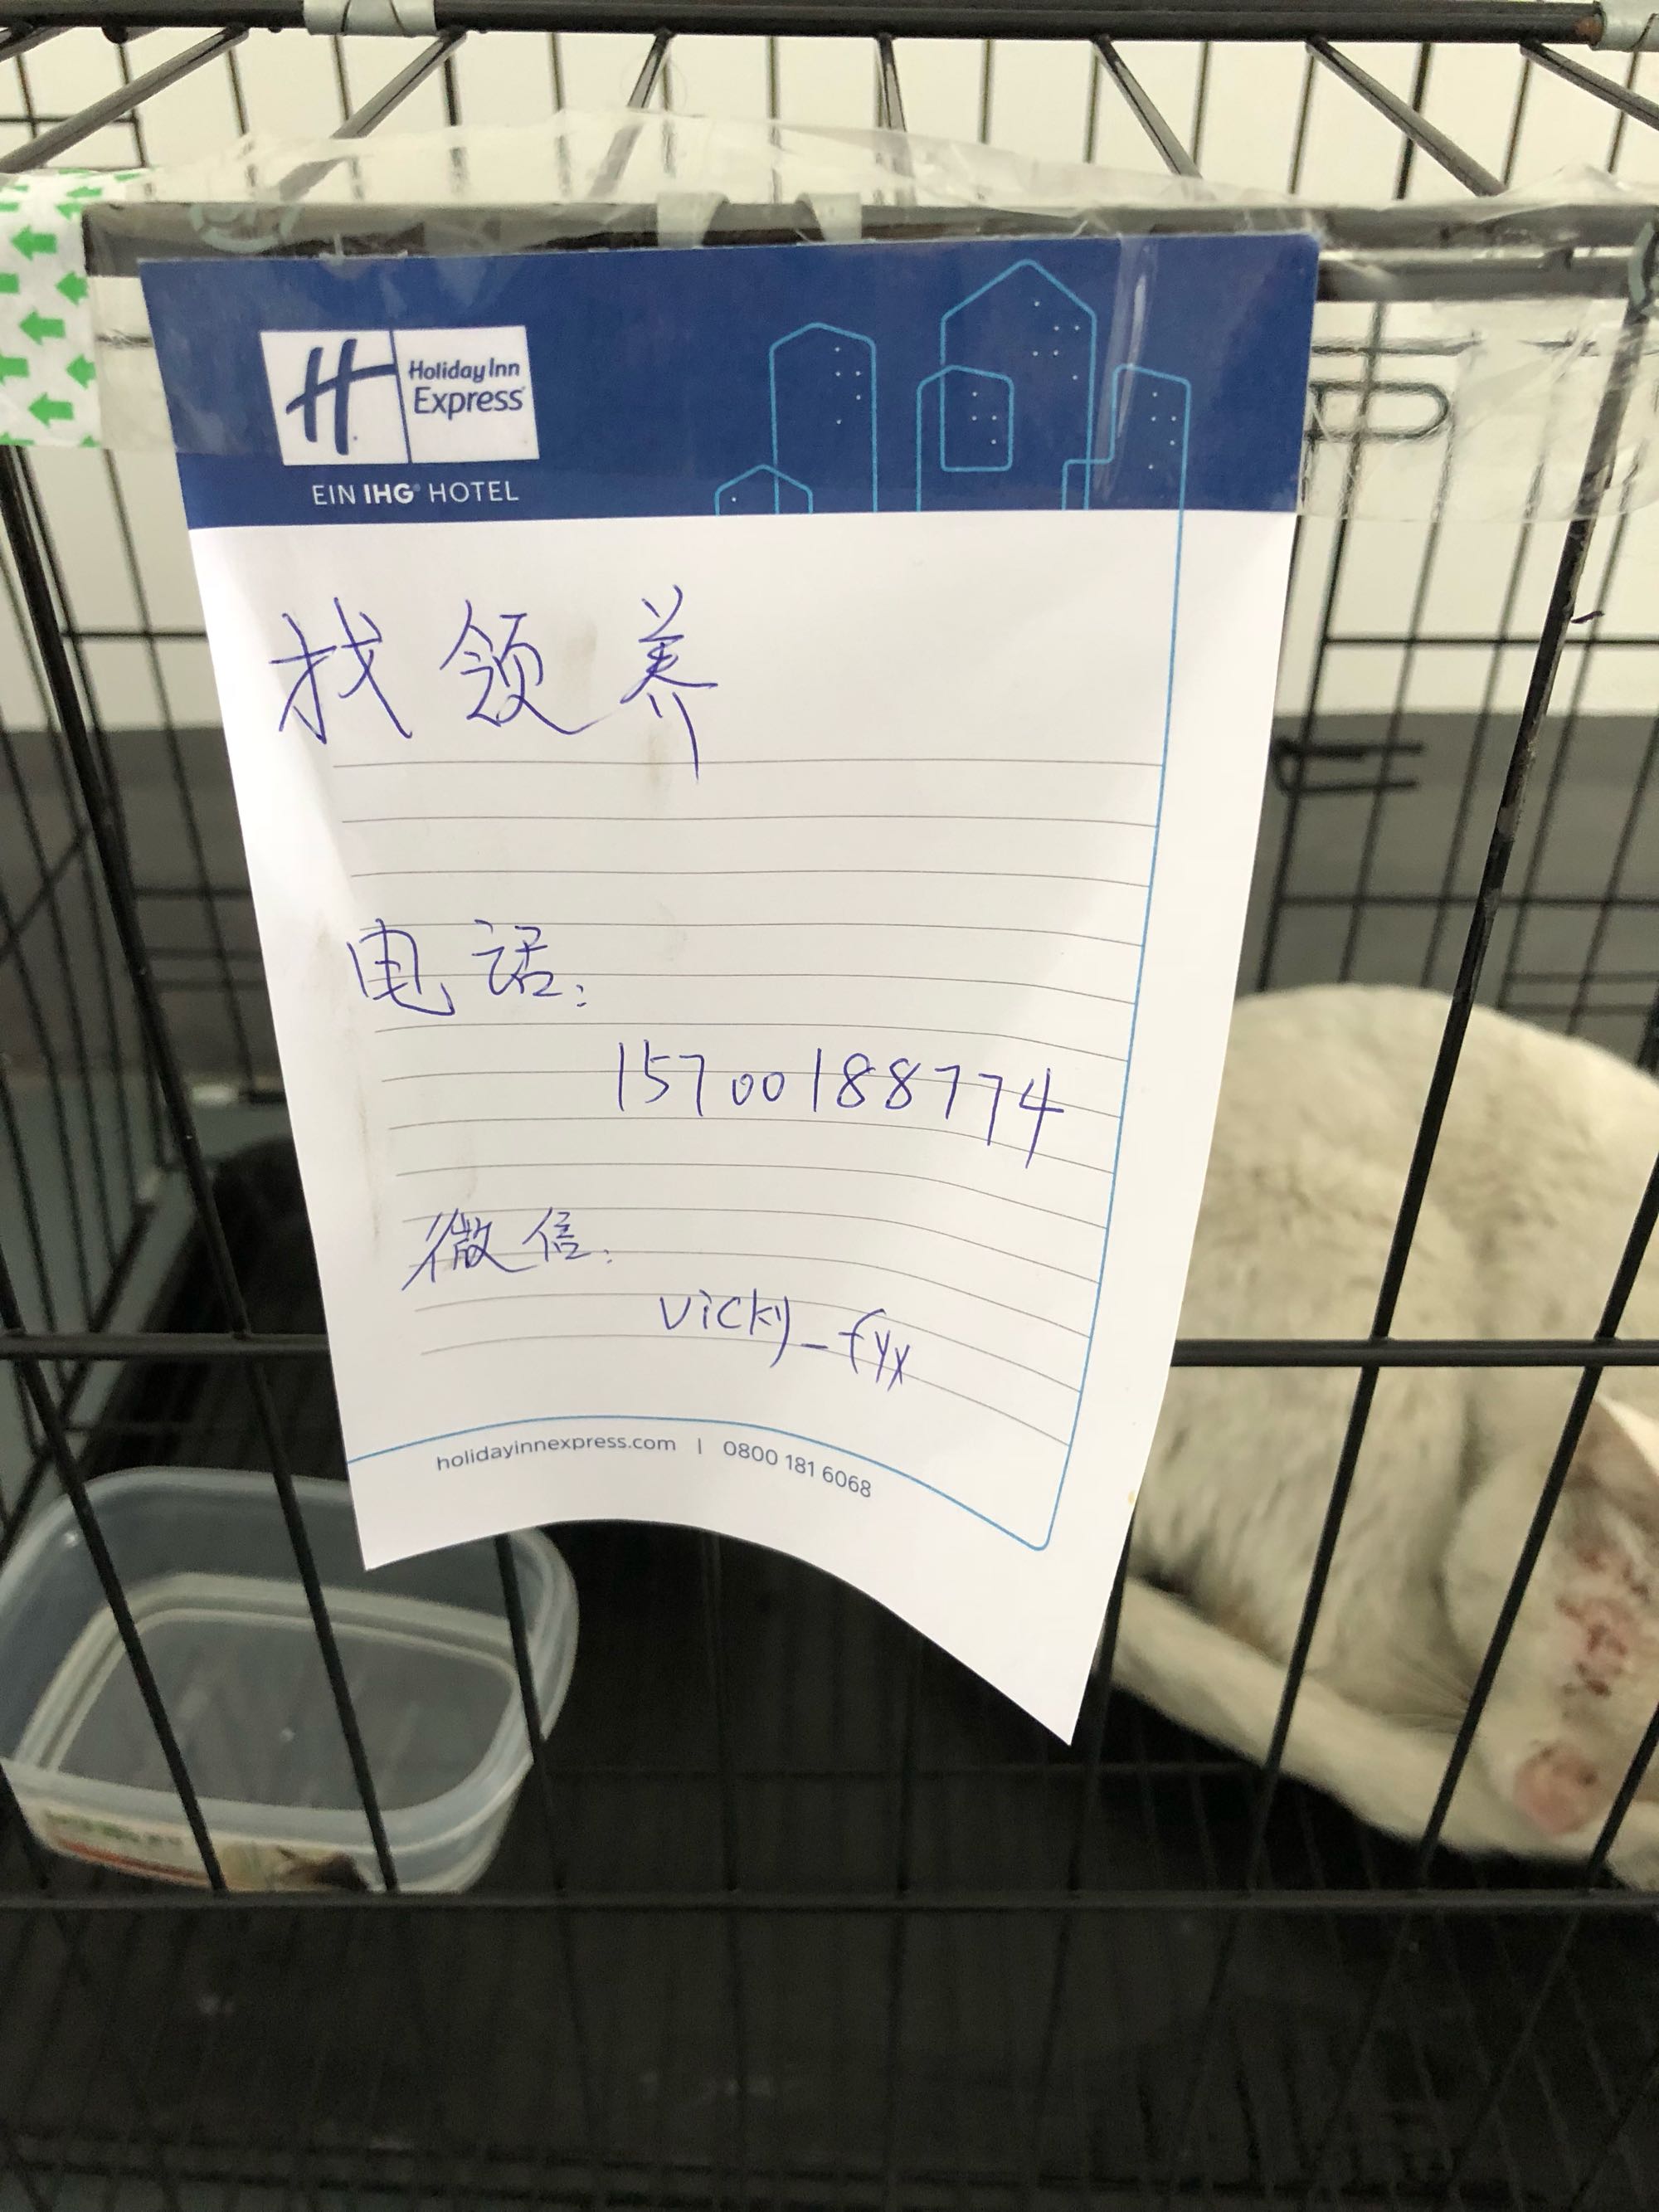 Holiday Inn
Express
EIN IHG HOTEL
找领养
电话:
15700188774
微信:
vicky_fyx
holidayinnexpress.com | 0800 181 6068